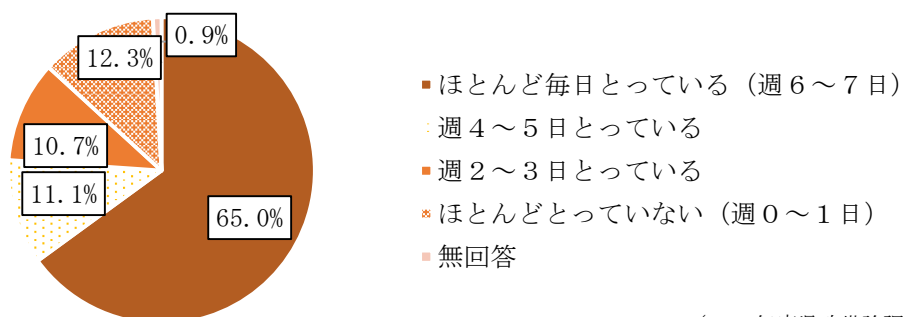 0.9%
12.3%
10.7%
11.1%
65.0%
ほとんど毎日とっている（週６～７日）
週４～５日とっている
週２～３日とっている
ほとんどとっていない（週０～１日）
無回答